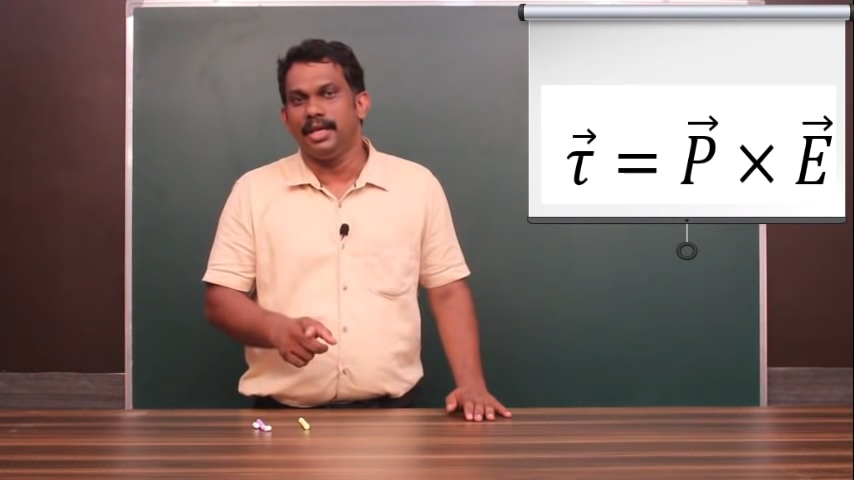 τ⃗ = P⃗ × E⃗